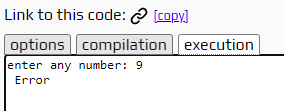 Link to this code: [copy]
options compilation execution
enter any number: 9
Error